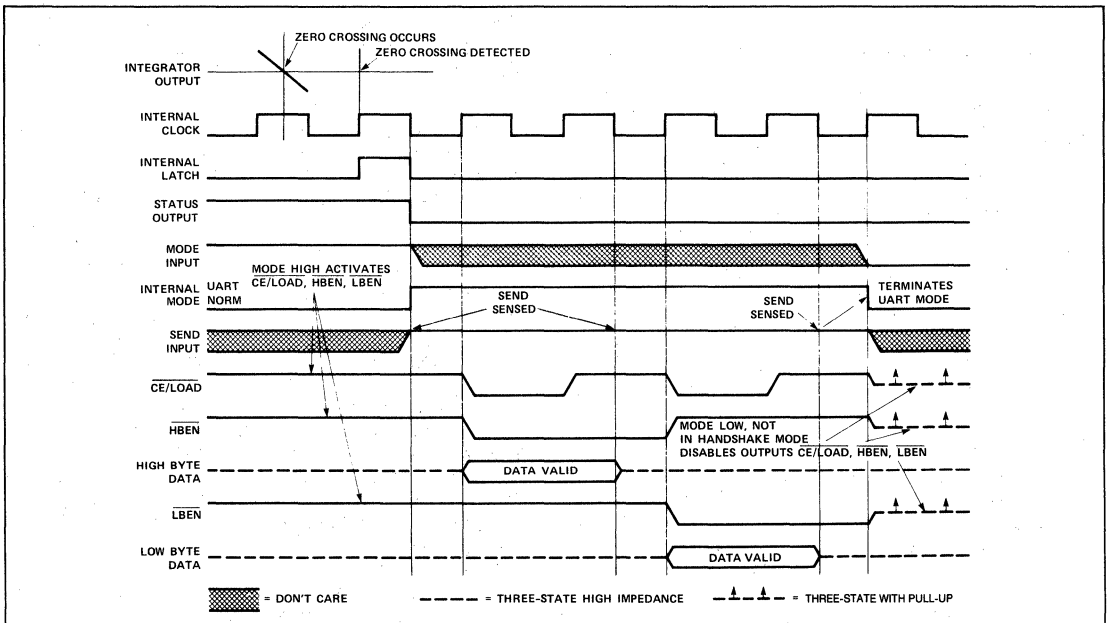 ZERO CROSSING OCCURS
ZERO CROSSING DETECTED
INTEGRATOR
OUTPUT
INTERNAL
CLOCK
INTERNAL
LATCH
STATUS
OUTPUT
MODE
INPUT
MODE HIGH ACTIVATES
CE/LOAD, HBEN, LBEN
INTERNAL
MODE
UART
NORM
SEND
SENSED
SEND
SENSED
TERMINATES
UART MODE
SEND
INPUT
CE/LOAD
HBEN
MODE LOW, NOT
IN HANDSHAKE MODE
DISABLES OUTPUTS CE/LOAD, HBEN, LBEN
HIGH BYTE
DATA
DATA VALID
LBEN
LOW BYTE
DATA
DATA VALID
= DON'T CARE
= THREE-STATE HIGH IMPEDANCE
= THREE-STATE WITH PULL-UP